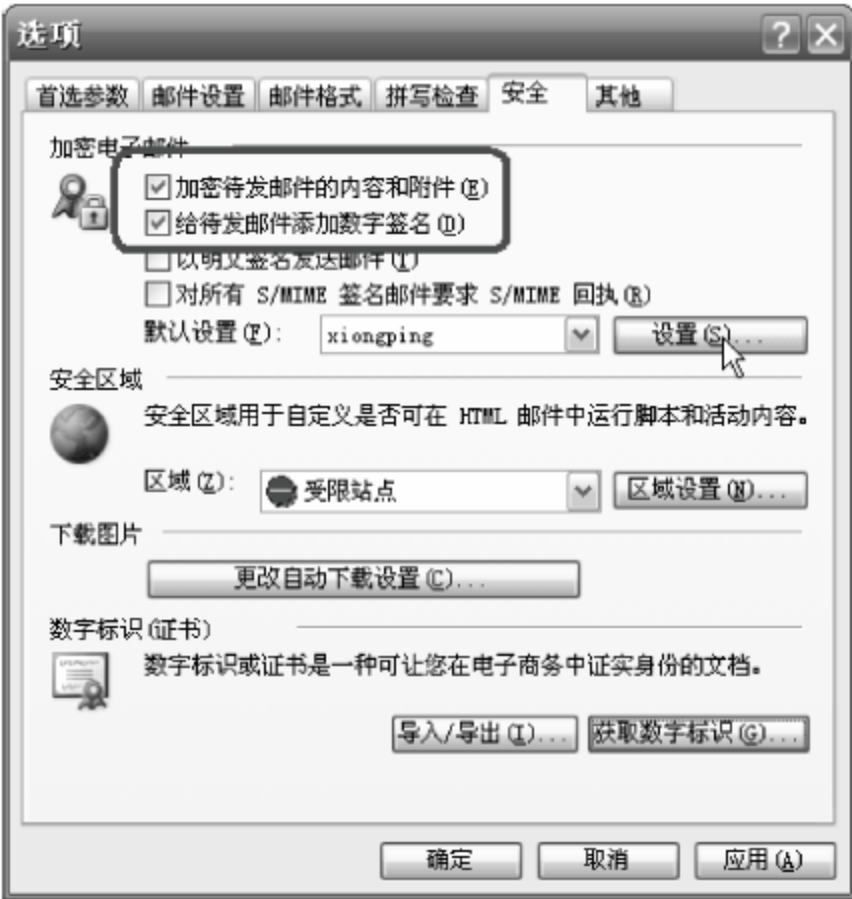 选项
首选参数 邮件设置 邮件格式 拼写检查 安全 其他
加密电子邮件
加密待发邮件的内容和附件(E)
给待发邮件添加数字签名(D)
以明文签名发送邮件(T)
对所有 S/MIME 签名邮件要求 S/MIME 回执(R)
默认设置(F): xiongping 设置(S)...
安全区域
安全区域用于自定义是否可在 HTML 邮件中运行脚本和活动内容。
区域(Z): 受限站点 区域设置(N)...
下载图片
更改自动下载设置(C)...
数字标识(证书)
数字标识或证书是一种可让您在电子商务中证实身份的文档。
导入/导出(I)... 获取数字标识(G)...
确定 取消 应用(A)